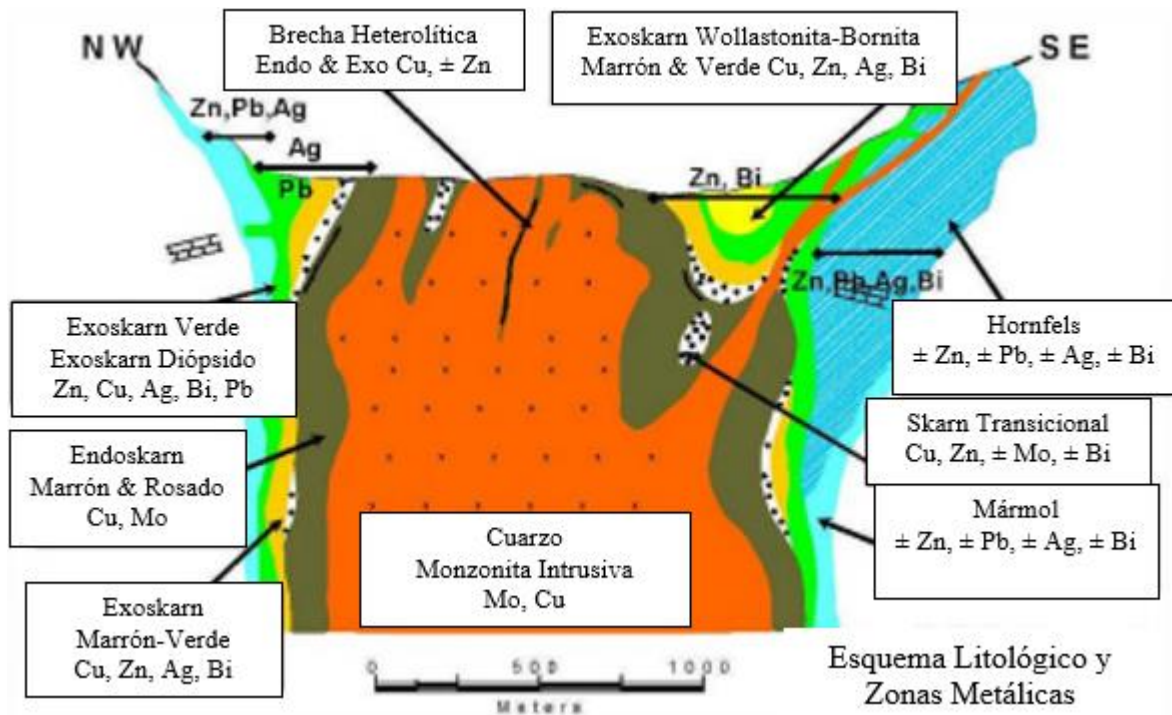 NW
Brecha Heterolítica
Endo & Exo Cu, ± Zn
Exoskarn Wollastonita-Bornita
Marrón & Verde Cu, Zn, Ag, Bi
SE
Zn,Pb,Ag
Ag
Pb
Zn, Bi
Zn,Pb,Ag,Bi
Exoskarn Verde
Exoskarn Diópsido
Zn, Cu, Ag, Bi, Pb
Hornfels
± Zn, ± Pb, ± Ag, ± Bi
Endoskarn
Marrón & Rosado
Cu, Mo
Skarn Transicional
Cu, Zn, ± Mo, ± Bi
Mármol
± Zn, ± Pb, ± Ag, ± Bi
Cuarzo
Monzonita Intrusiva
Mo, Cu
Exoskarn
Marrón-Verde
Cu, Zn, Ag, Bi
0 500 1000
Meters
Esquema Litológico y
Zonas Metálicas